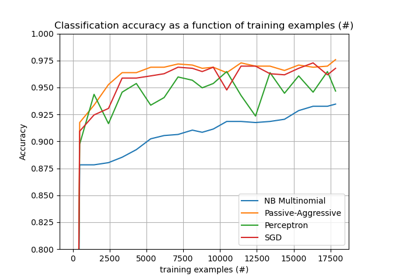 Classification accuracy as a function of training examples (#)
1.000
0.975
0.950
0.925
0.900
0.875
0.850
0.825
0.800
Accuracy
NB Multinomial
Passive-Aggressive
Perceptron
SGD
0 2500 5000 7500 10000 12500 15000 17500
training examples (#)